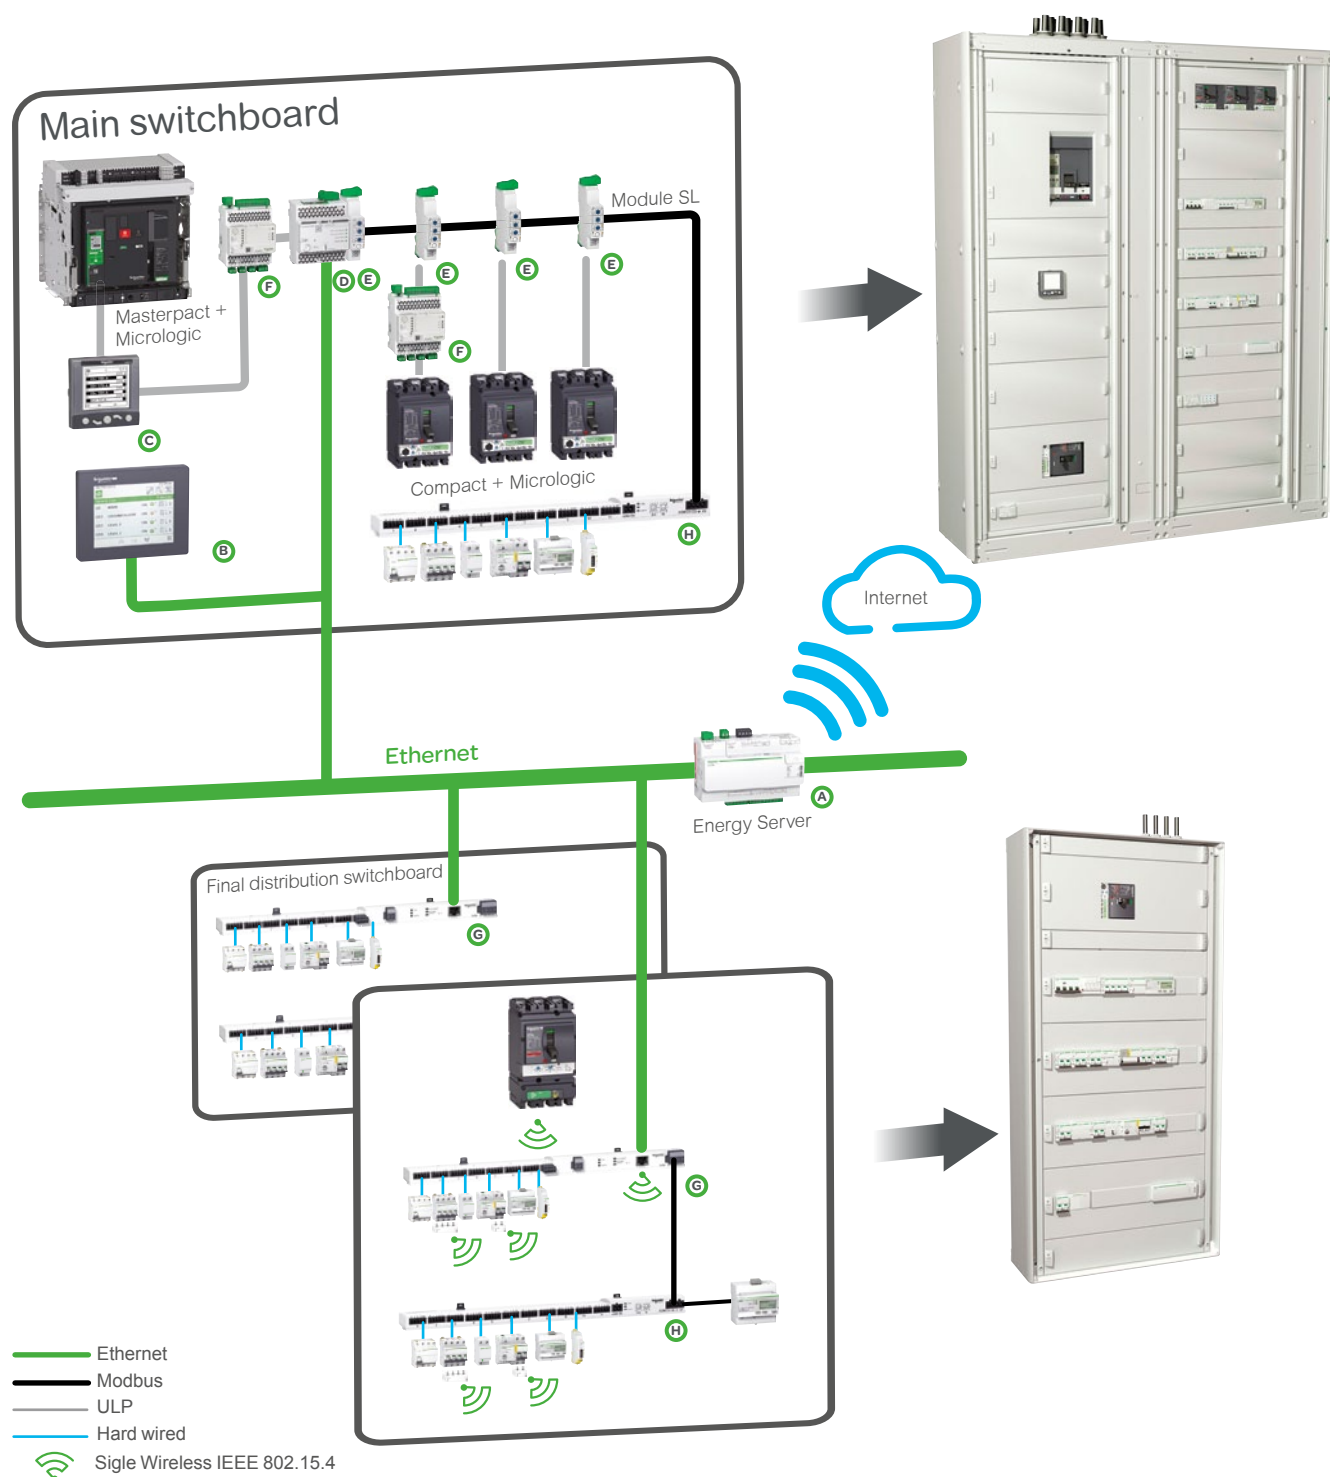 Main switchboard
Module SL
F
D
E
E
E
E
Masterpact +
Micrologic
F
C
Compact + Micrologic
B
H
Internet
Ethernet
A
Energy Server
Final distribution switchboard
G
G
H
Ethernet
Modbus
ULP
Hard wired
Sigle Wireless IEEE 802.15.4